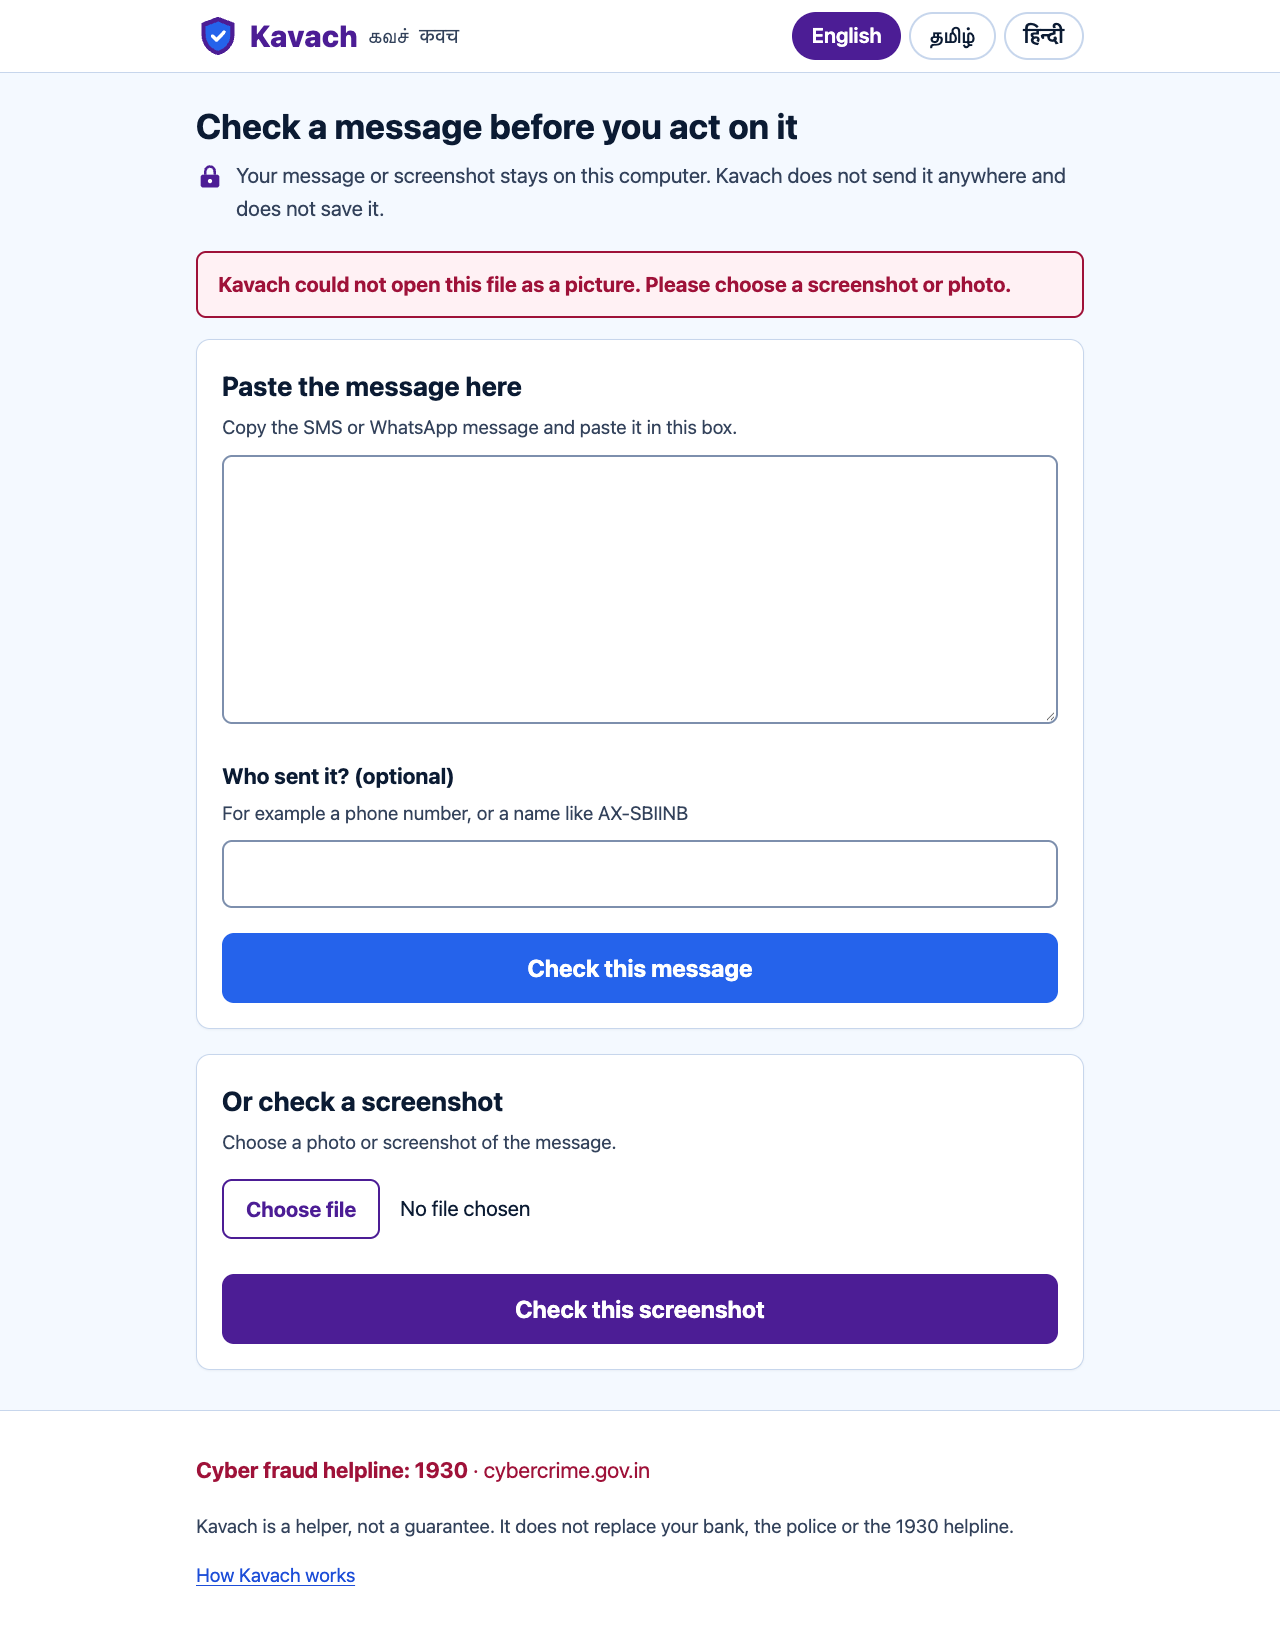 Kavach கவச் कवच
English தமிழ் हिन्दी
Check a message before you act on it
Your message or screenshot stays on this computer. Kavach does not send it anywhere and
does not save it.
Kavach could not open this file as a picture. Please choose a screenshot or photo.
Paste the message here
Copy the SMS or WhatsApp message and paste it in this box.
Who sent it? (optional)
For example a phone number, or a name like AX-SBIINB
Check this message
Or check a screenshot
Choose a photo or screenshot of the message.
Choose file No file chosen
Check this screenshot
Cyber fraud helpline: 1930 · cybercrime.gov.in
Kavach is a helper, not a guarantee. It does not replace your bank, the police or the 1930 helpline.
How Kavach works